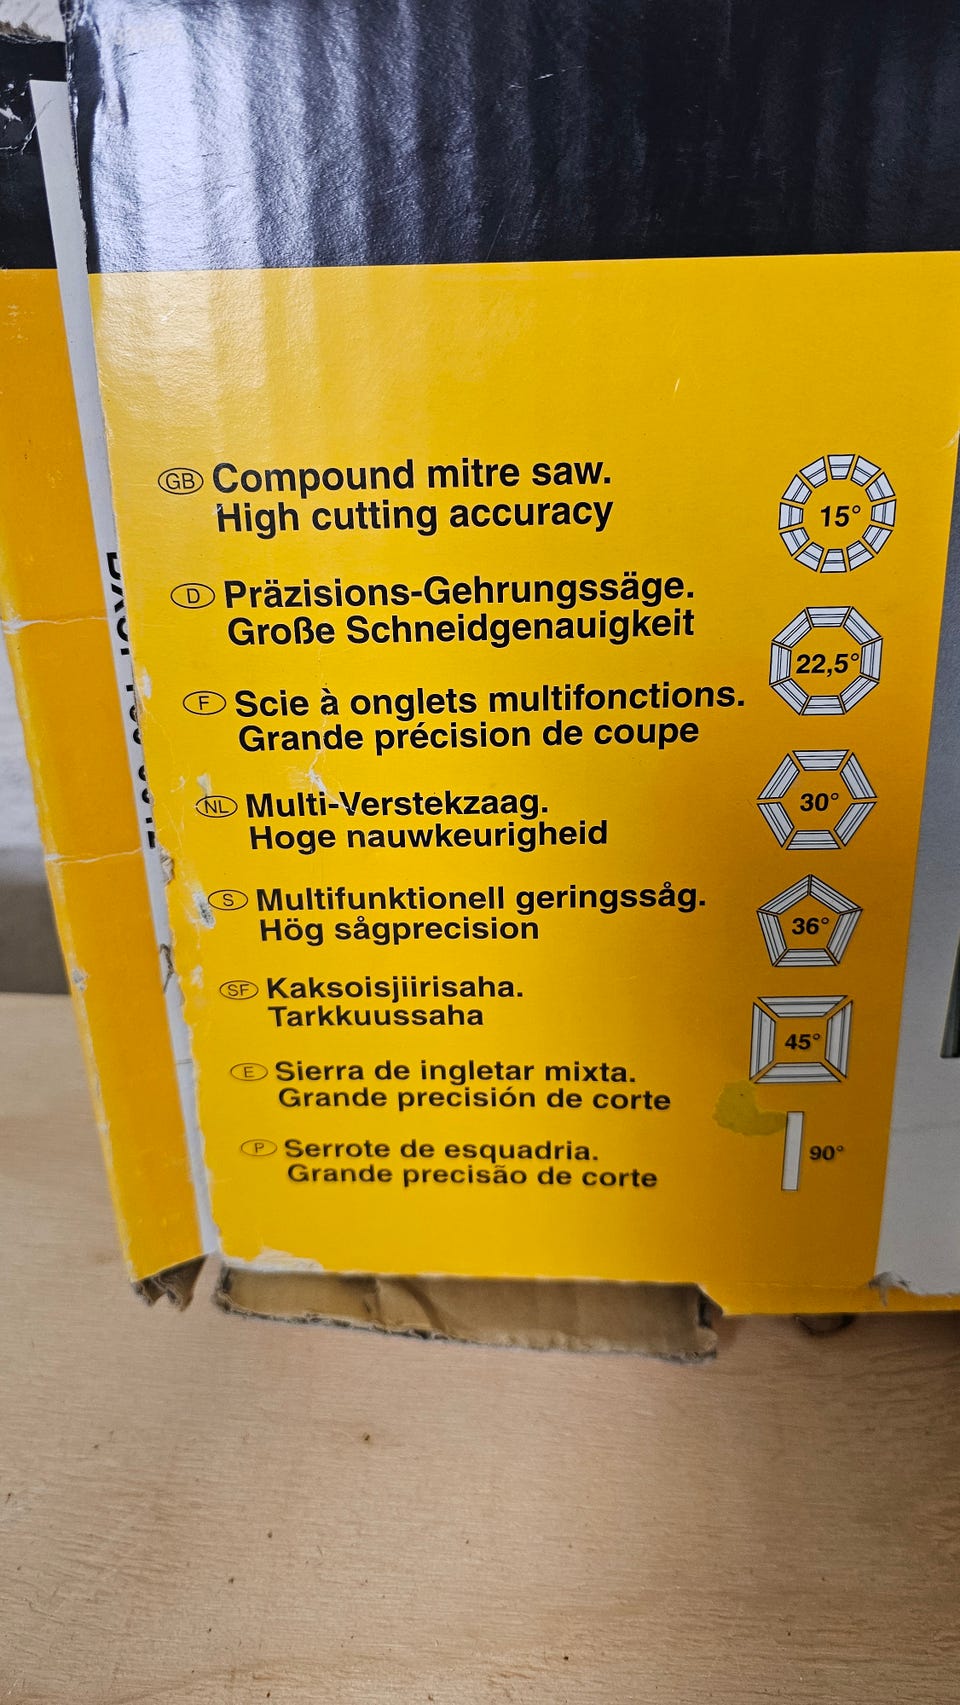 GB Compound mitre saw.
High cutting accuracy
D Präzisions-Gehrungssäge.
Große Schneidgenauigkeit
F Scie à onglets multifonctions.
Grande précision de coupe
NL Multi-Verstekzaag.
Hoge nauwkeurigheid
S Multifunktionell geringssåg.
Hög sågprecision
SF Kaksoisjiirisaha.
Tarkkuussaha
E Sierra de ingletar mixta.
Grande precisión de corte
P Serrote de esquadria.
Grande precisão de corte
15°
22,5°
30°
36°
45°
90°